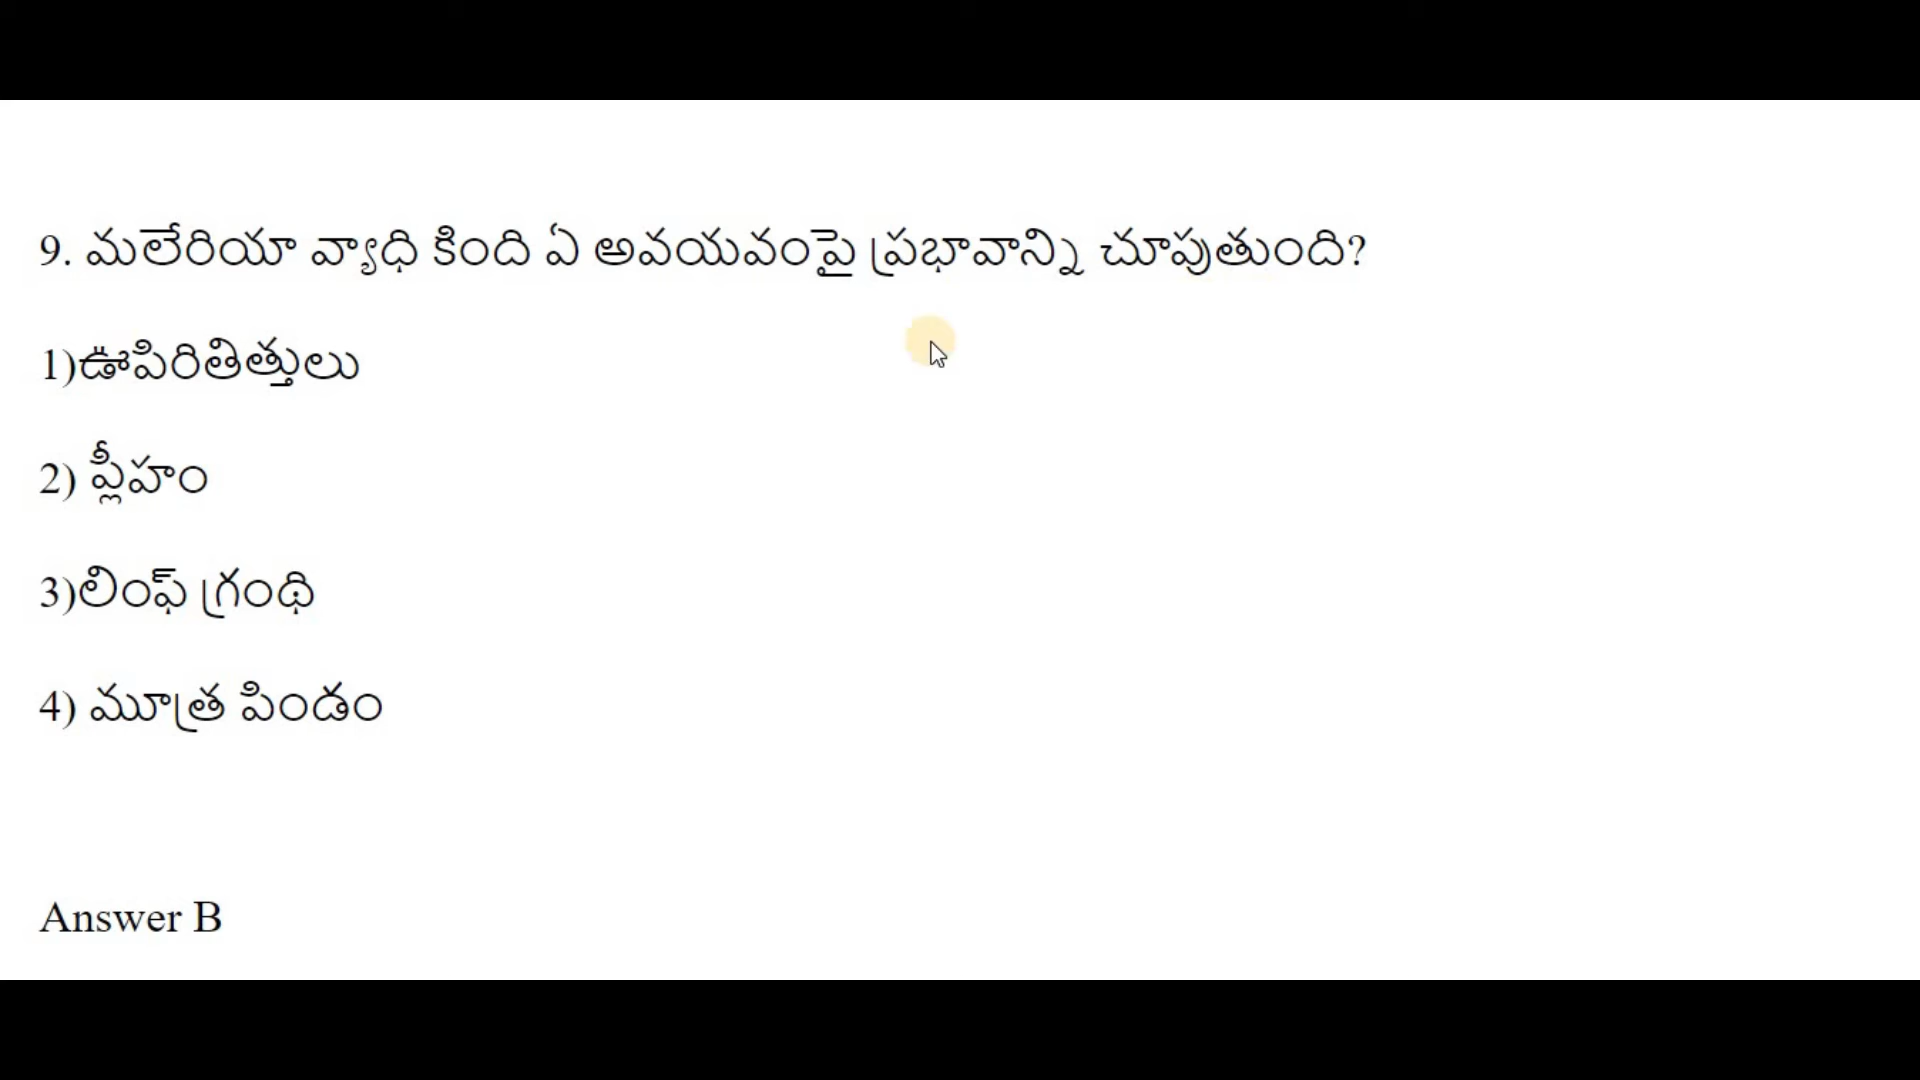 9. మలేరియా వ్యాధి కింది ఏ అవయవంపై ప్రభావాన్ని చూపుతుంది?
1)ఊపిరితిత్తులు
2) ప్లీహం
3)లింఫ్ గ్రంథి
4) మూత్ర పిండం
Answer B